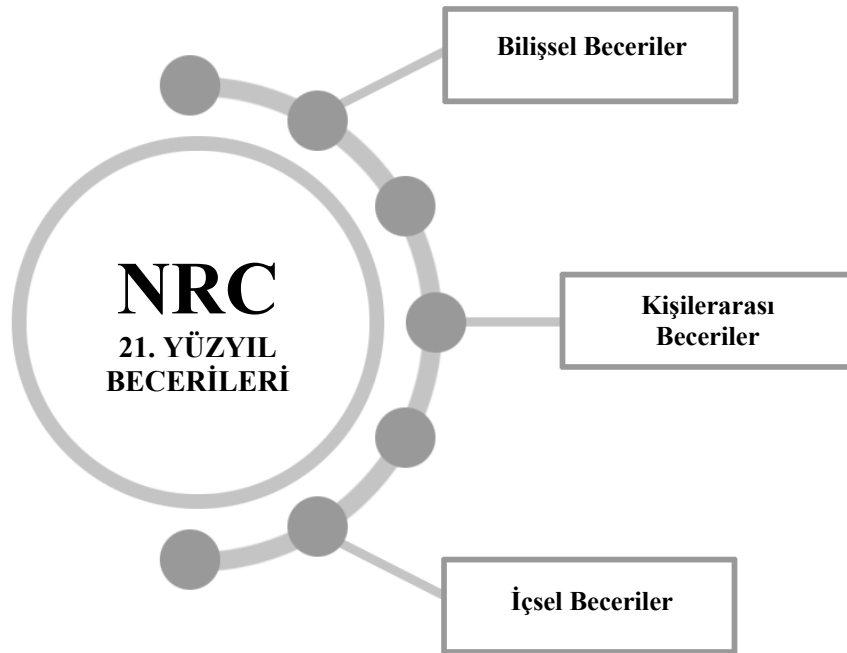 Bilişsel Beceriler
NRC
21. YÜZYIL
BECERİLERİ
Kişilerarası
Beceriler
İçsel Beceriler